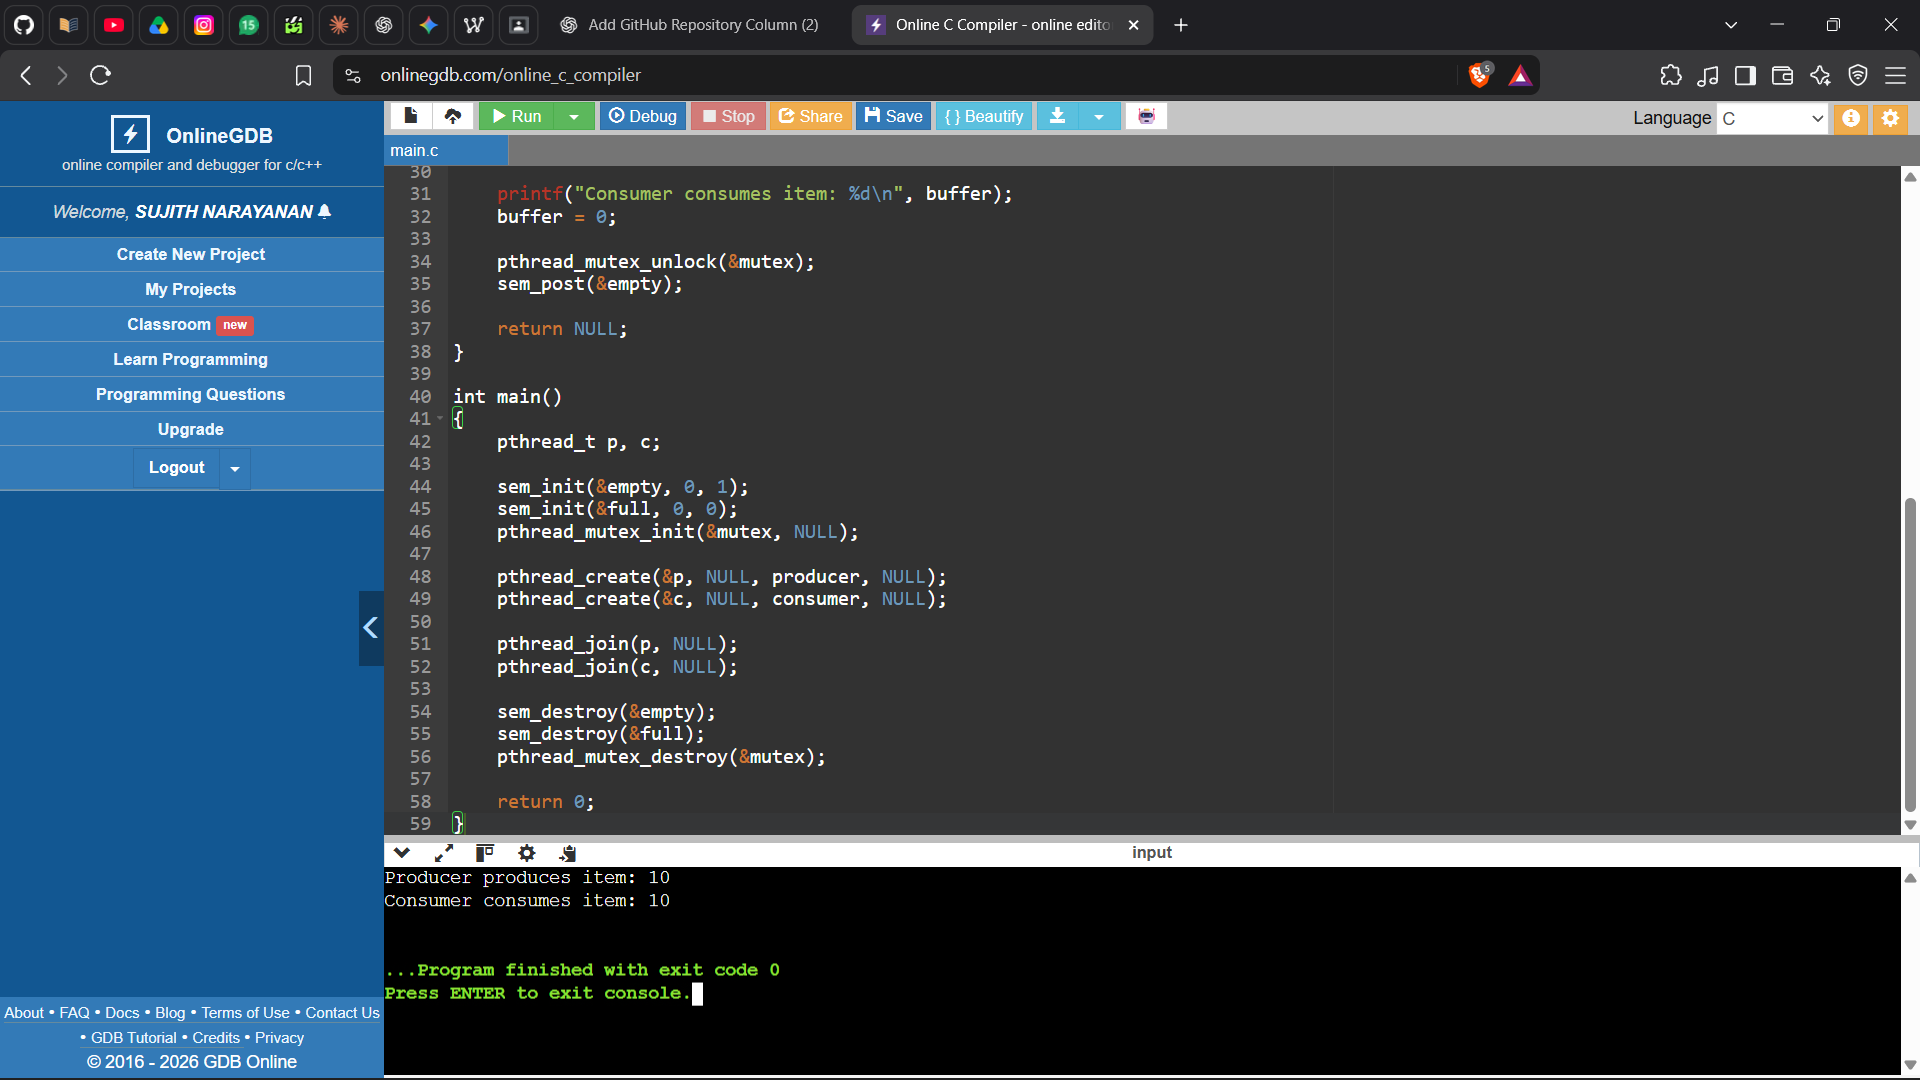 15
Add GitHub Repository Column (2)
Online C Compiler - online edito
onlinegdb.com/online_c_compiler
5
OnlineGDB
online compiler and debugger for c/c++
Welcome, SUJITH NARAYANAN
Create New Project
My Projects
Classroom new
Learn Programming
Programming Questions
Upgrade
Logout
About • FAQ • Docs • Blog • Terms of Use • Contact Us
• GDB Tutorial • Credits • Privacy
© 2016 - 2026 GDB Online
Run
Debug
Stop
Share
Save
{ } Beautify
Language C
main.c
30
31 printf("Consumer consumes item: %d\n", buffer);
32 buffer = 0;
33
34 pthread_mutex_unlock(&mutex);
35 sem_post(&empty);
36
37 return NULL;
38 }
39
40 int main()
41 {
42 pthread_t p, c;
43
44 sem_init(&empty, 0, 1);
45 sem_init(&full, 0, 0);
46 pthread_mutex_init(&mutex, NULL);
47
48 pthread_create(&p, NULL, producer, NULL);
49 pthread_create(&c, NULL, consumer, NULL);
50
51 pthread_join(p, NULL);
52 pthread_join(c, NULL);
53
54 sem_destroy(&empty);
55 sem_destroy(&full);
56 pthread_mutex_destroy(&mutex);
57
58 return 0;
59 }
input
Producer produces item: 10
Consumer consumes item: 10
...Program finished with exit code 0
Press ENTER to exit console.